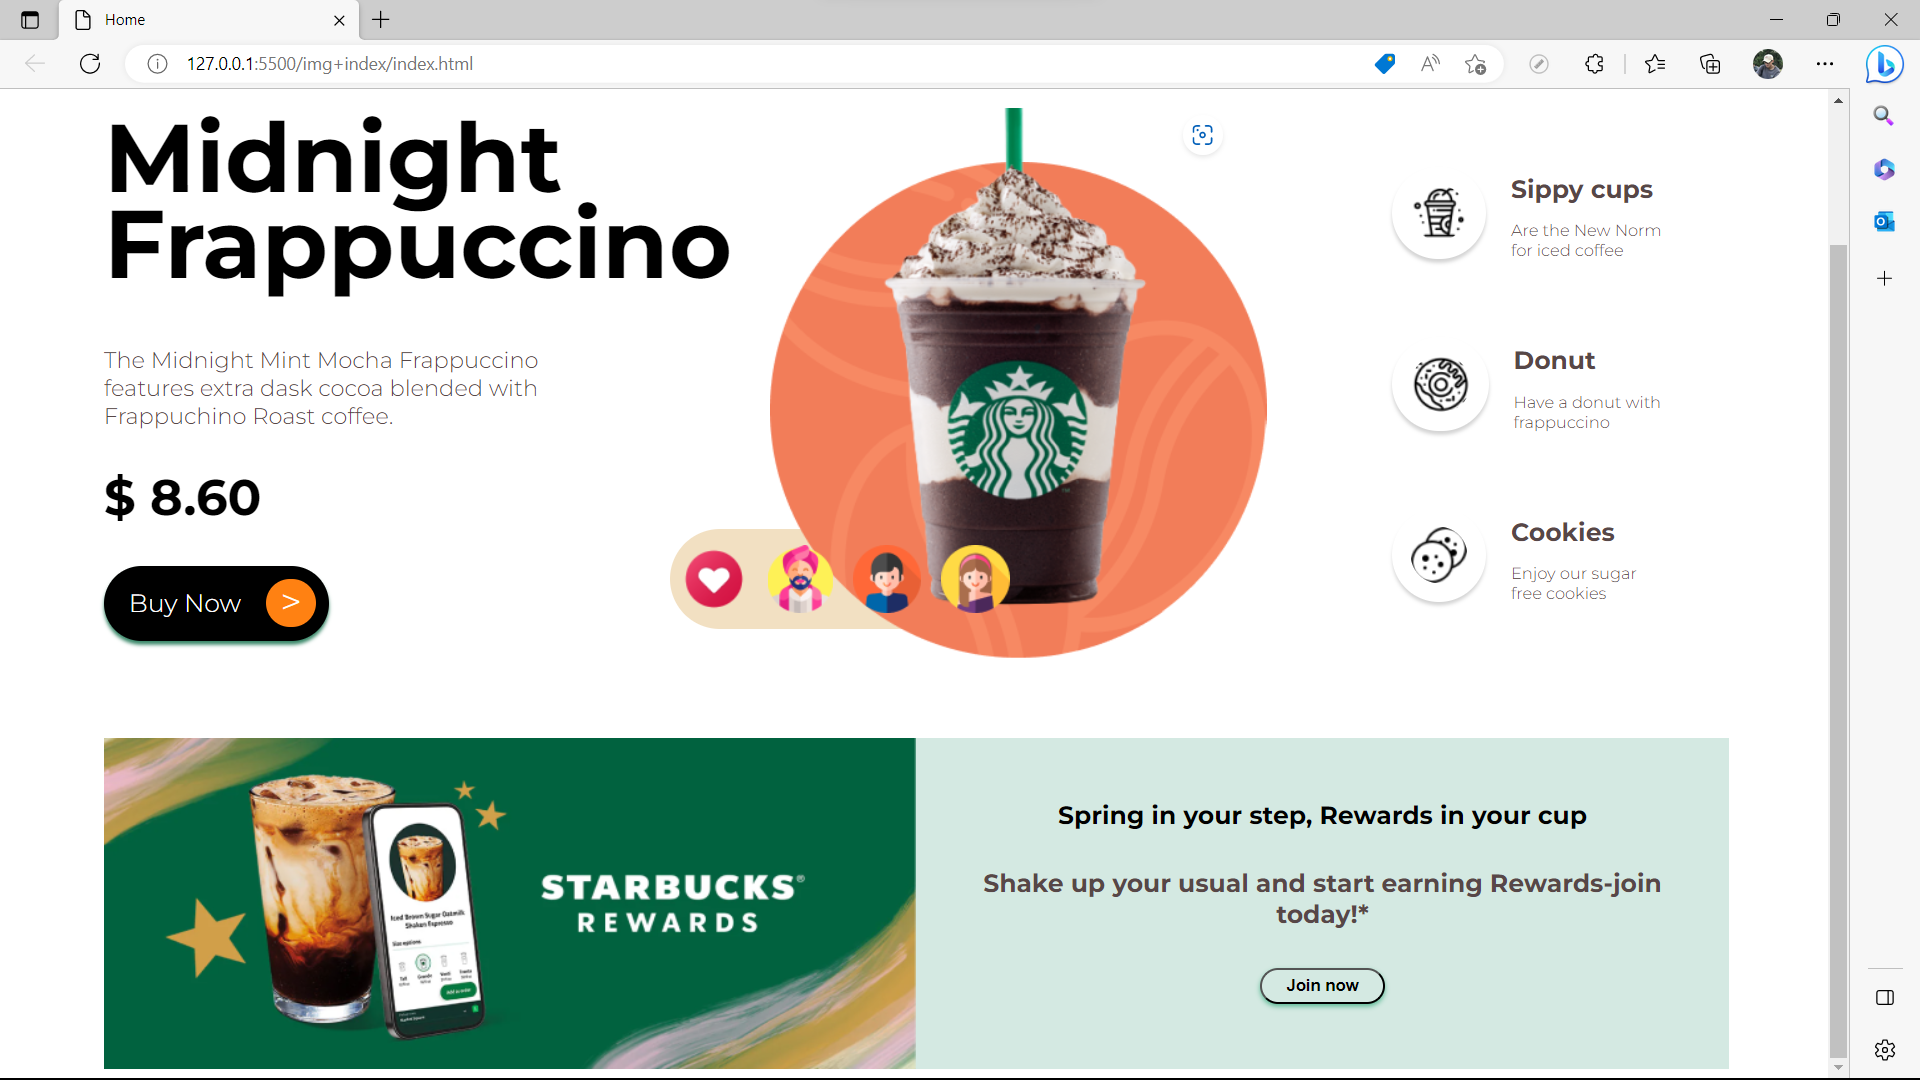 Home
127.0.0.1:5500/img+index/index.html
Midnight
Frappuccino
The Midnight Mint Mocha Frappuccino
features extra dask cocoa blended with
Frappuchino Roast coffee.
$ 8.60
Buy Now >
Sippy cups
Are the New Norm
for iced coffee
Donut
Have a donut with
frappuccino
Cookies
Enjoy our sugar
free cookies
Iced Brown Sugar Oatmilk
Shaken Espresso
Size options
STARBUCKS®
REWARDS
Spring in your step, Rewards in your cup
Shake up your usual and start earning Rewards-join
today!*
Join now